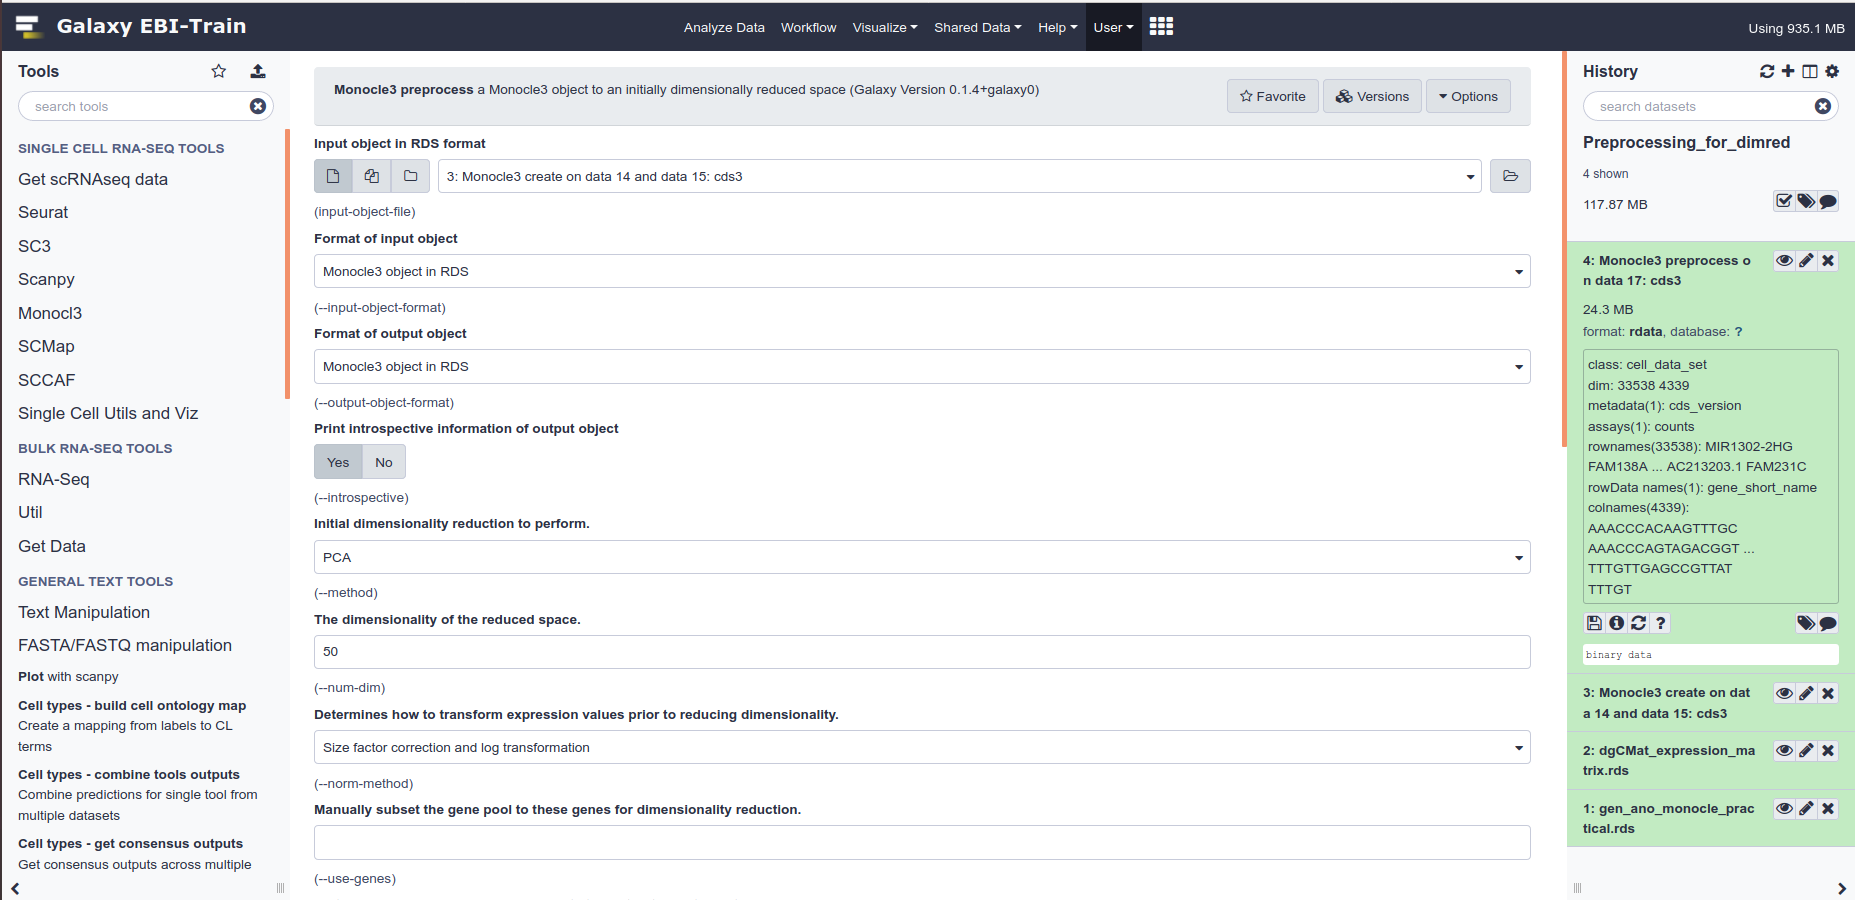 Galaxy EBI-Train
Analyze Data Workflow Visualize Shared Data Help User
Using 935.1 MB
Tools
search tools
SINGLE CELL RNA-SEQ TOOLS
Get scRNAseq data
Seurat
SC3
Scanpy
Monocl3
SCMap
SCCAF
Single Cell Utils and Viz
BULK RNA-SEQ TOOLS
RNA-Seq
Util
Get Data
GENERAL TEXT TOOLS
Text Manipulation
FASTA/FASTQ manipulation
Plot with scanpy
Cell types - build cell ontology map
Create a mapping from labels to CL
terms
Cell types - combine tools outputs
Combine predictions for single tool from
multiple datasets
Cell types - get consensus outputs
Get consensus outputs across multiple
Monocle3 preprocess a Monocle3 object to an initially dimensionally reduced space (Galaxy Version 0.1.4+galaxy0)
Favorite Versions Options
Input object in RDS format
3: Monocle3 create on data 14 and data 15: cds3
(input-object-file)
Format of input object
Monocle3 object in RDS
(--input-object-format)
Format of output object
Monocle3 object in RDS
(--output-object-format)
Print introspective information of output object
Yes No
(--introspective)
Initial dimensionality reduction to perform.
PCA
(--method)
The dimensionality of the reduced space.
50
(--num-dim)
Determines how to transform expression values prior to reducing dimensionality.
Size factor correction and log transformation
(--norm-method)
Manually subset the gene pool to these genes for dimensionality reduction.
(--use-genes)
History
search datasets
Preprocessing_for_dimred
4 shown
117.87 MB
4: Monocle3 preprocess o
n data 17: cds3
24.3 MB
format: rdata, database: ?
class: cell_data_set
dim: 33538 4339
metadata(1): cds_version
assays(1): counts
rownames(33538): MIR1302-2HG
FAM138A ... AC213203.1 FAM231C
rowData names(1): gene_short_name
colnames(4339):
AAACCCACAAGTTTGC
AAACCCAGTAGACGGT ...
TTTGTTGAGCCGTTAT
TTTGT
?
binary data
3: Monocle3 create on dat
a 14 and data 15: cds3
2: dgCMat_expression_ma
trix.rds
1: gen_ano_monocle_prac
tical.rds